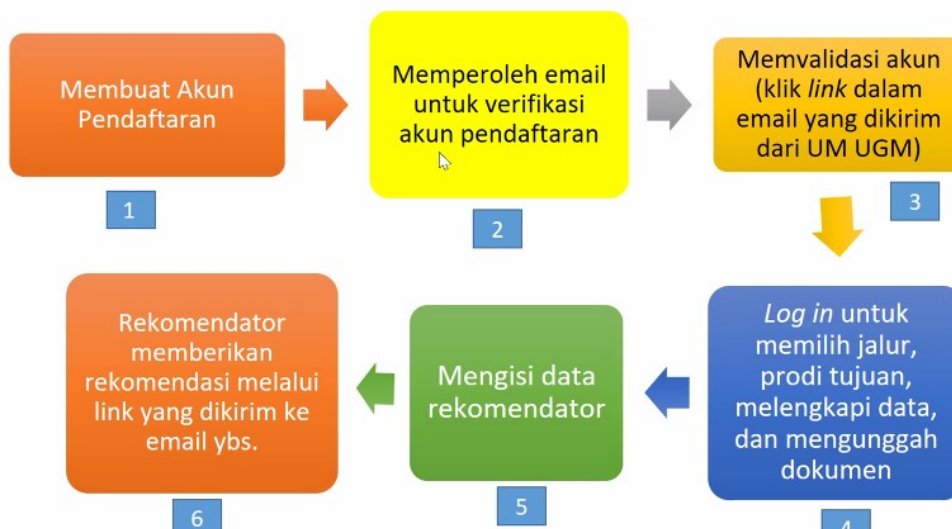 Membuat Akun
Pendaftaran
1
Memperoleh email
untuk verifikasi
akun pendaftaran
2
Memvalidasi akun
(klik link dalam
email yang dikirim
dari UM UGM)
3
Log in untuk
memilih jalur,
prodi tujuan,
melengkapi data,
dan mengunggah
dokumen
4
Mengisi data
rekomendator
5
Rekomendator
memberikan
rekomendasi melalui
link yang dikirim ke
email ybs.
6